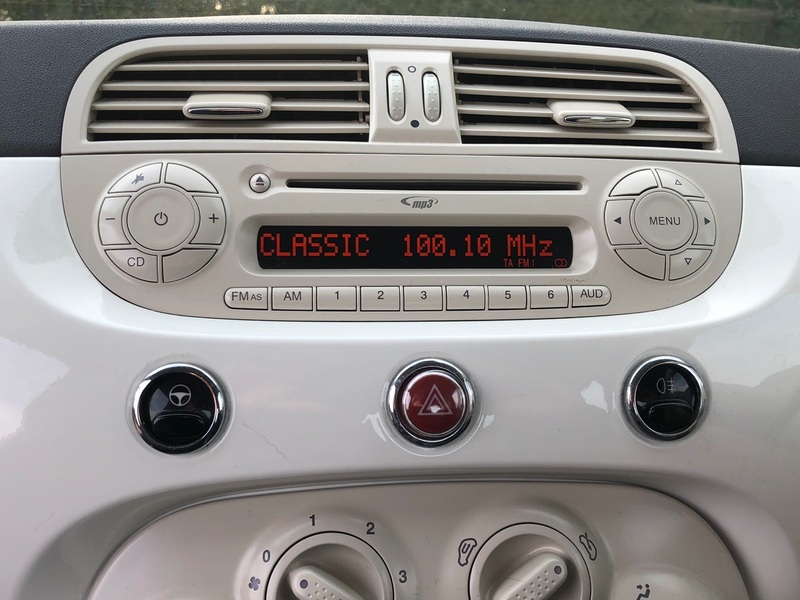 mp3
CLASSIC 100.10 MHz
TA FM1
− +
CD
MENU
FM AS AM 1 2 3 4 5 6 AUD
0 1 2 3